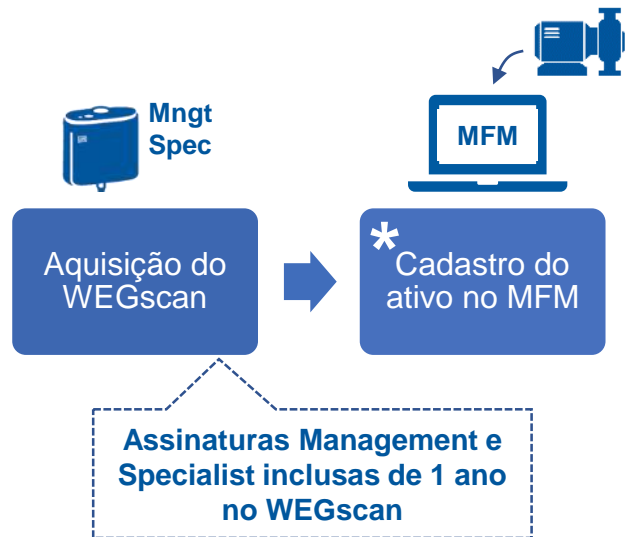 Mngt
Spec
MFM
Aquisição do
WEGscan
*
Cadastro do
ativo no MFM
Assinaturas Management e
Specialist inclusas de 1 ano
no WEGscan